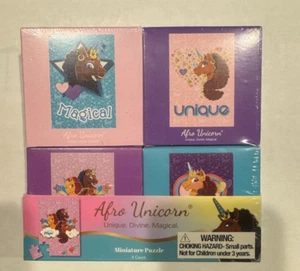 Magical
Afro Unicorn®
unique
Afro Unicorn®
Unique. Divine. Magical.
Afro Unicorn®
Unique. Divine. Magical.
Miniature Puzzle
WARNING:
CHOKING HAZARD- Small parts.
Not for Children under 3 years.